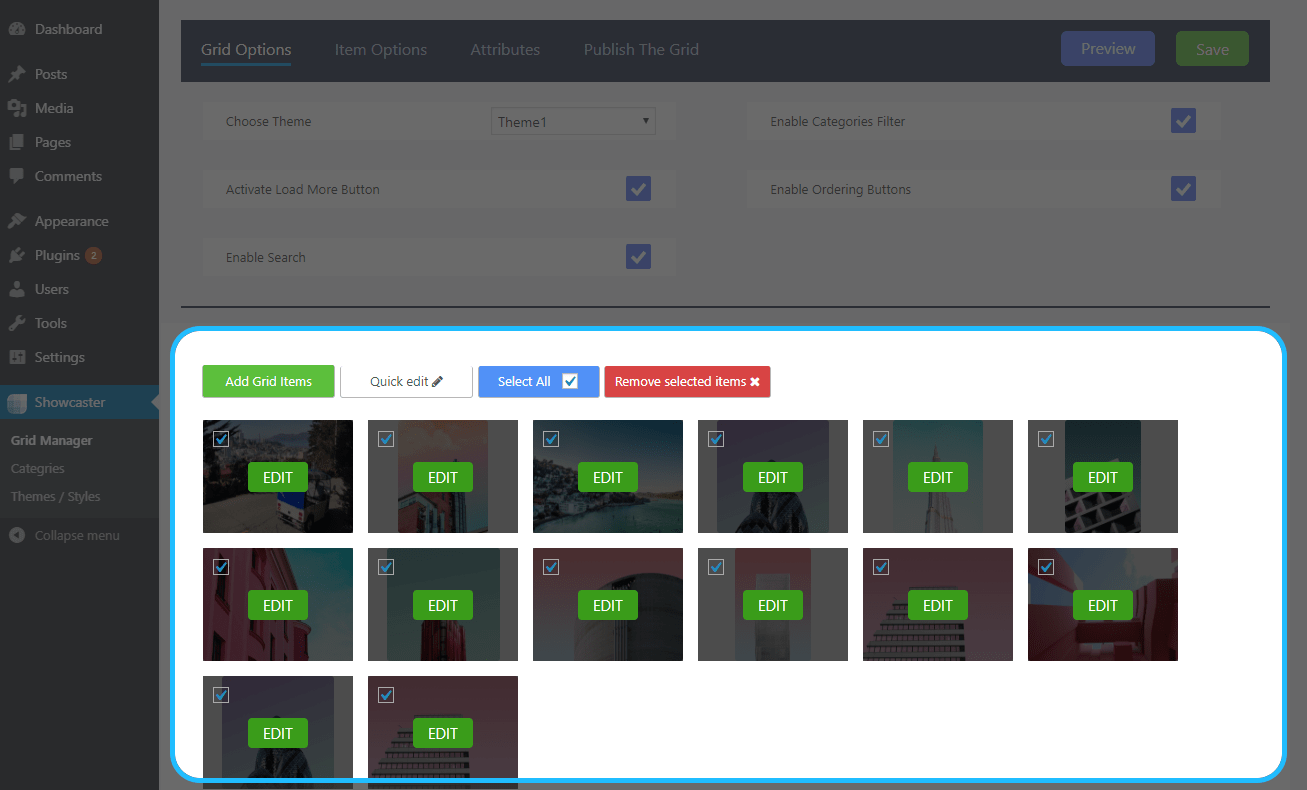 Dashboard
Posts
Media
Pages
Comments
Appearance
Plugins 2
Users
Tools
Settings
Showcaster
Grid Manager
Categries
Themes / Styles
Collapse menu
Grid Options Item Options Attributes Publish The Grid Preview Save
Choose Theme Theme1 Enable Categories Filter
Activate Load More Button Enable Ordering Buttons
Enable Search
Add Grid Items Quick edit Select All Remove selected items
EDIT EDIT EDIT EDIT EDIT EDIT
EDIT EDIT EDIT EDIT EDIT EDIT
EDIT EDIT